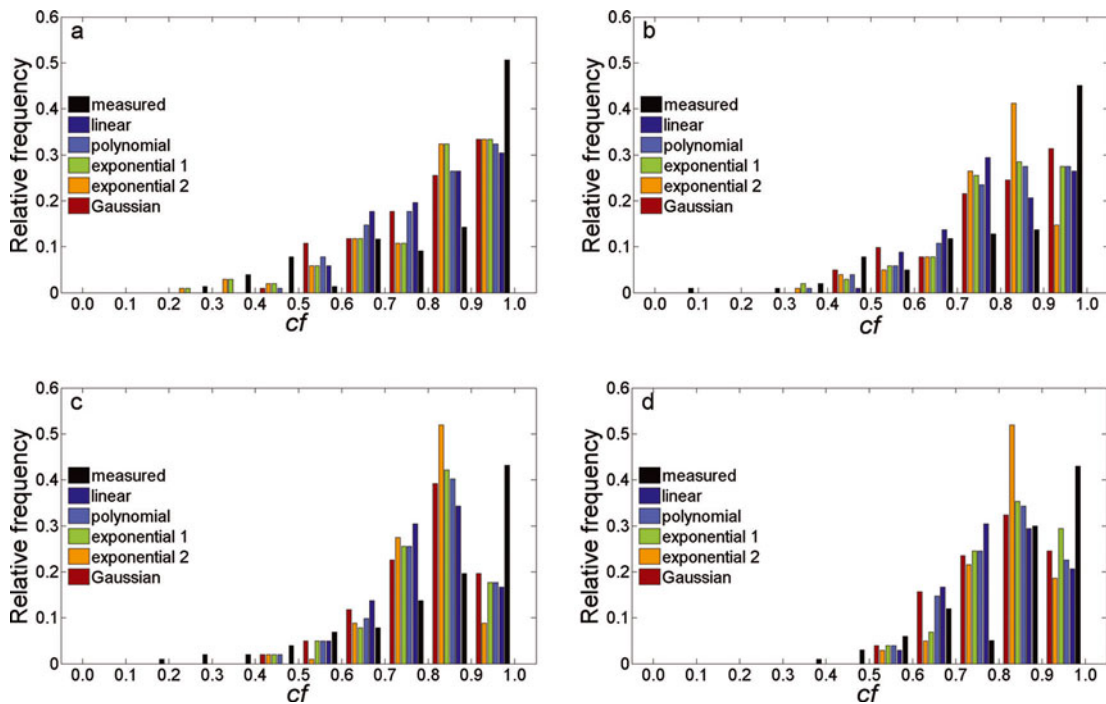 a
Relative frequency
0.6
0.5
0.4
0.3
0.2
0.1
0
measured
linear
polynomial
exponential 1
exponential 2
Gaussian
0.0 0.1 0.2 0.3 0.4 0.5 0.6 0.7 0.8 0.9 1.0
cf
b
Relative frequency
0.6
0.5
0.4
0.3
0.2
0.1
0
measured
linear
polynomial
exponential 1
exponential 2
Gaussian
0.0 0.1 0.2 0.3 0.4 0.5 0.6 0.7 0.8 0.9 1.0
cf
c
Relative frequency
0.6
0.5
0.4
0.3
0.2
0.1
0
measured
linear
polynomial
exponential 1
exponential 2
Gaussian
0.0 0.1 0.2 0.3 0.4 0.5 0.6 0.7 0.8 0.9 1.0
cf
d
Relative frequency
0.6
0.5
0.4
0.3
0.2
0.1
0
measured
linear
polynomial
exponential 1
exponential 2
Gaussian
0.0 0.1 0.2 0.3 0.4 0.5 0.6 0.7 0.8 0.9 1.0
cf